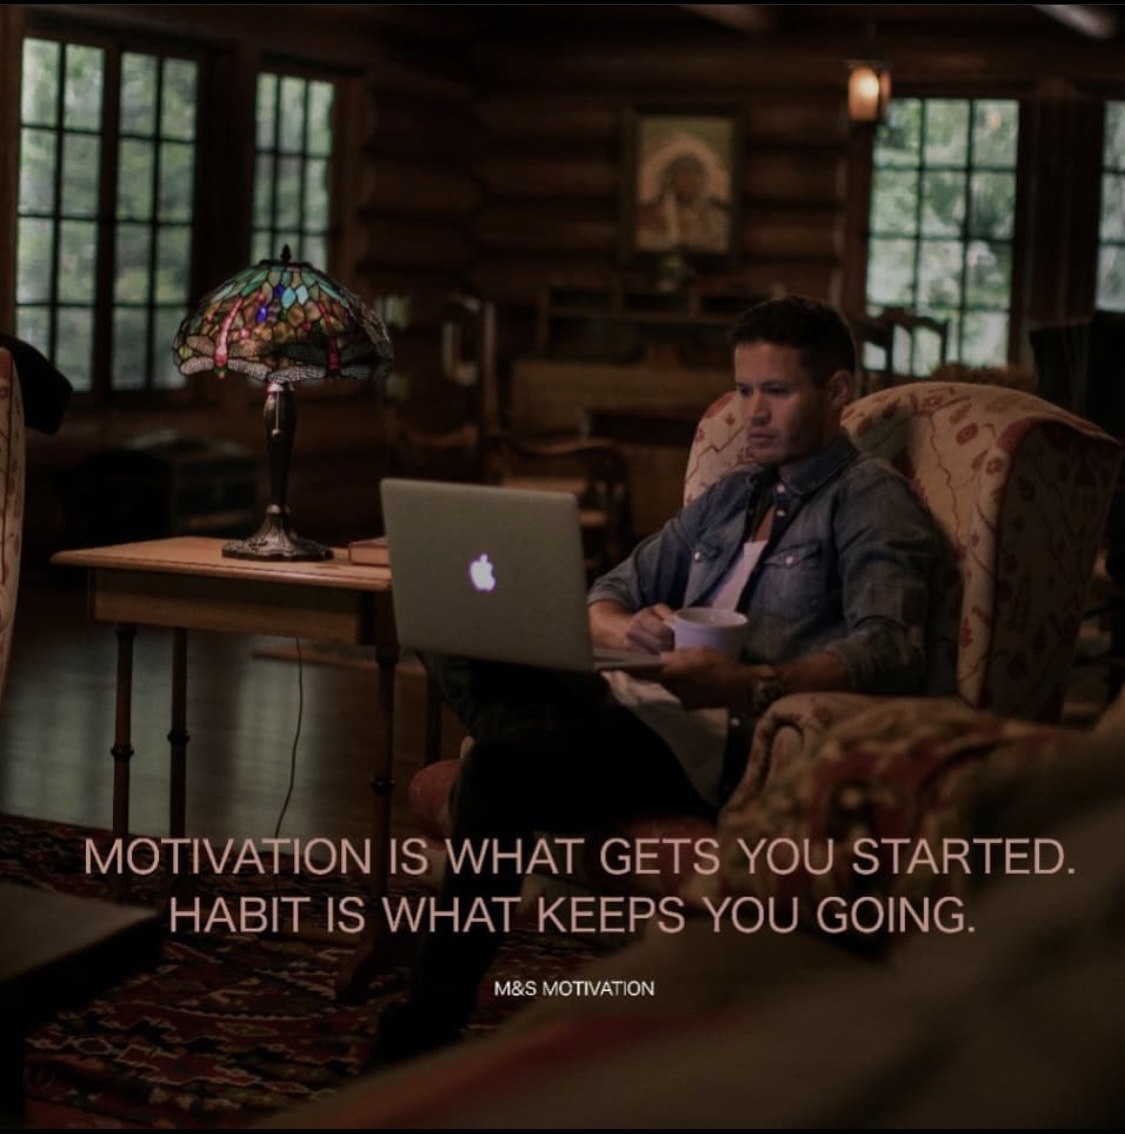 MOTIVATION IS WHAT GETS YOU STARTED.
HABIT IS WHAT KEEPS YOU GOING.
M&S MOTIVATION